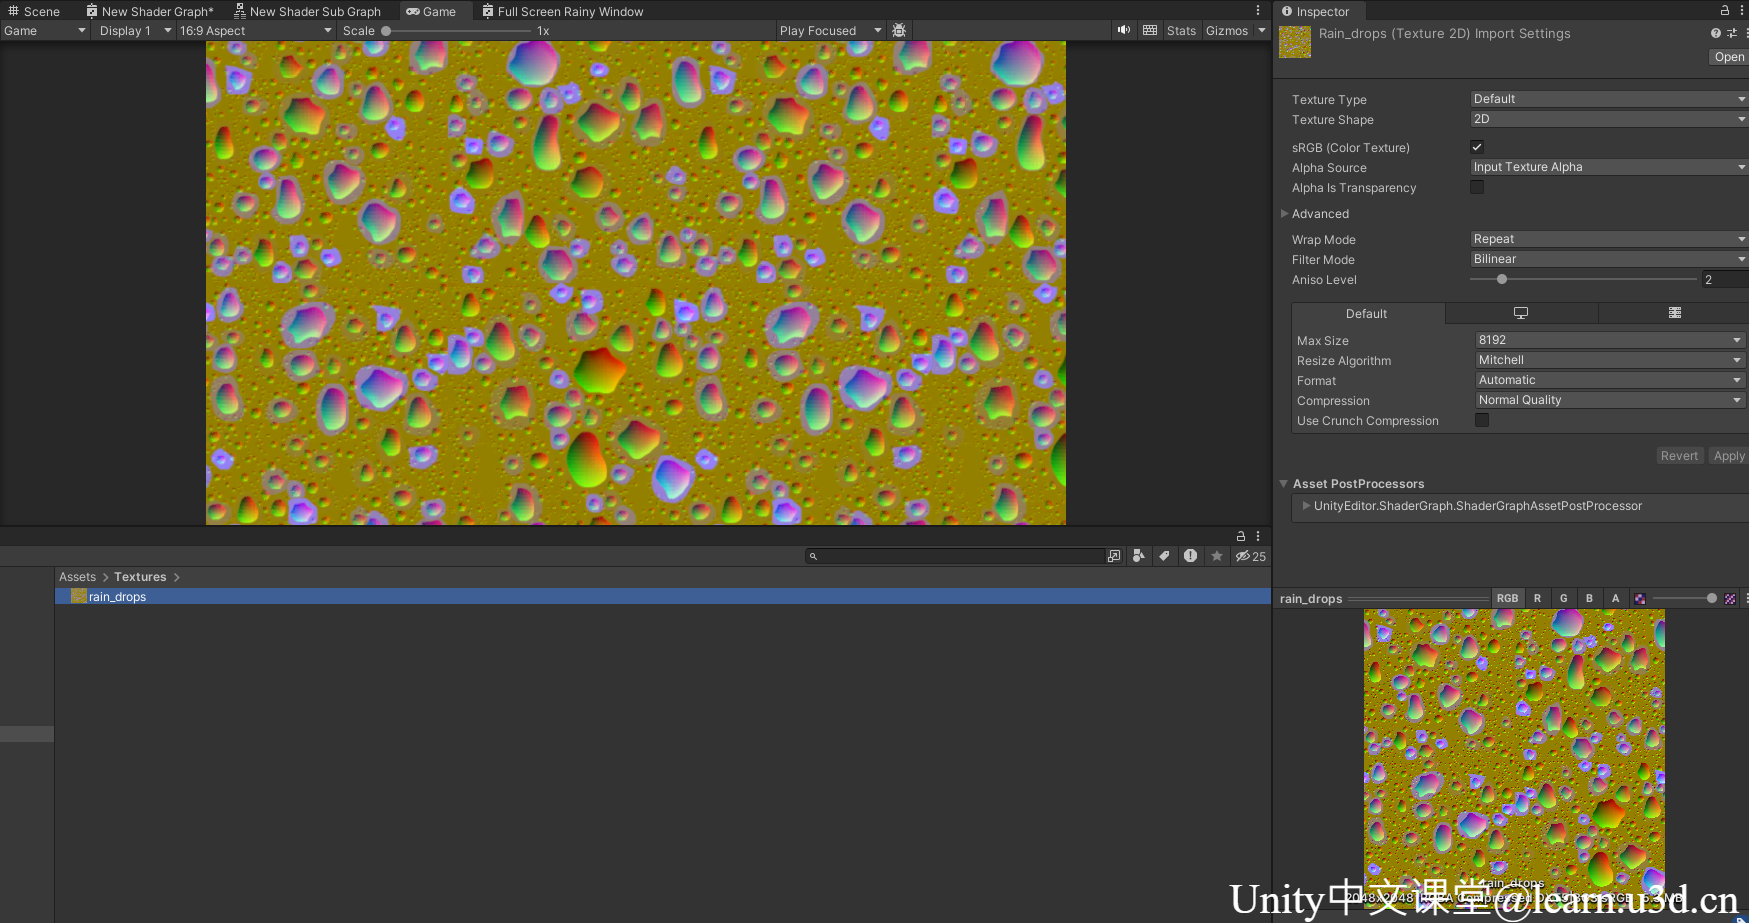 Scene
New Shader Graph*
New Shader Sub Graph
Game
Full Screen Rainy Window
Game
Display 1
16:9 Aspect
Scale
1x
Play Focused
Stats
Gizmos
Inspector
Rain_drops (Texture 2D) Import Settings
Open
Texture Type
Default
Texture Shape
2D
sRGB (Color Texture)
Alpha Source
Input Texture Alpha
Alpha Is Transparency
Advanced
Wrap Mode
Repeat
Filter Mode
Bilinear
Aniso Level
2
Default
Max Size
8192
Resize Algorithm
Mitchell
Format
Automatic
Compression
Normal Quality
Use Crunch Compression
Revert
Apply
Asset PostProcessors
UnityEditor.ShaderGraph.ShaderGraphAssetPostProcessor
25
Assets
Textures
rain_drops
rain_drops
RGB
R
G
B
A
rain_drops
2048x2048
Compressed
Unity中文课堂@learn.u3d.cn